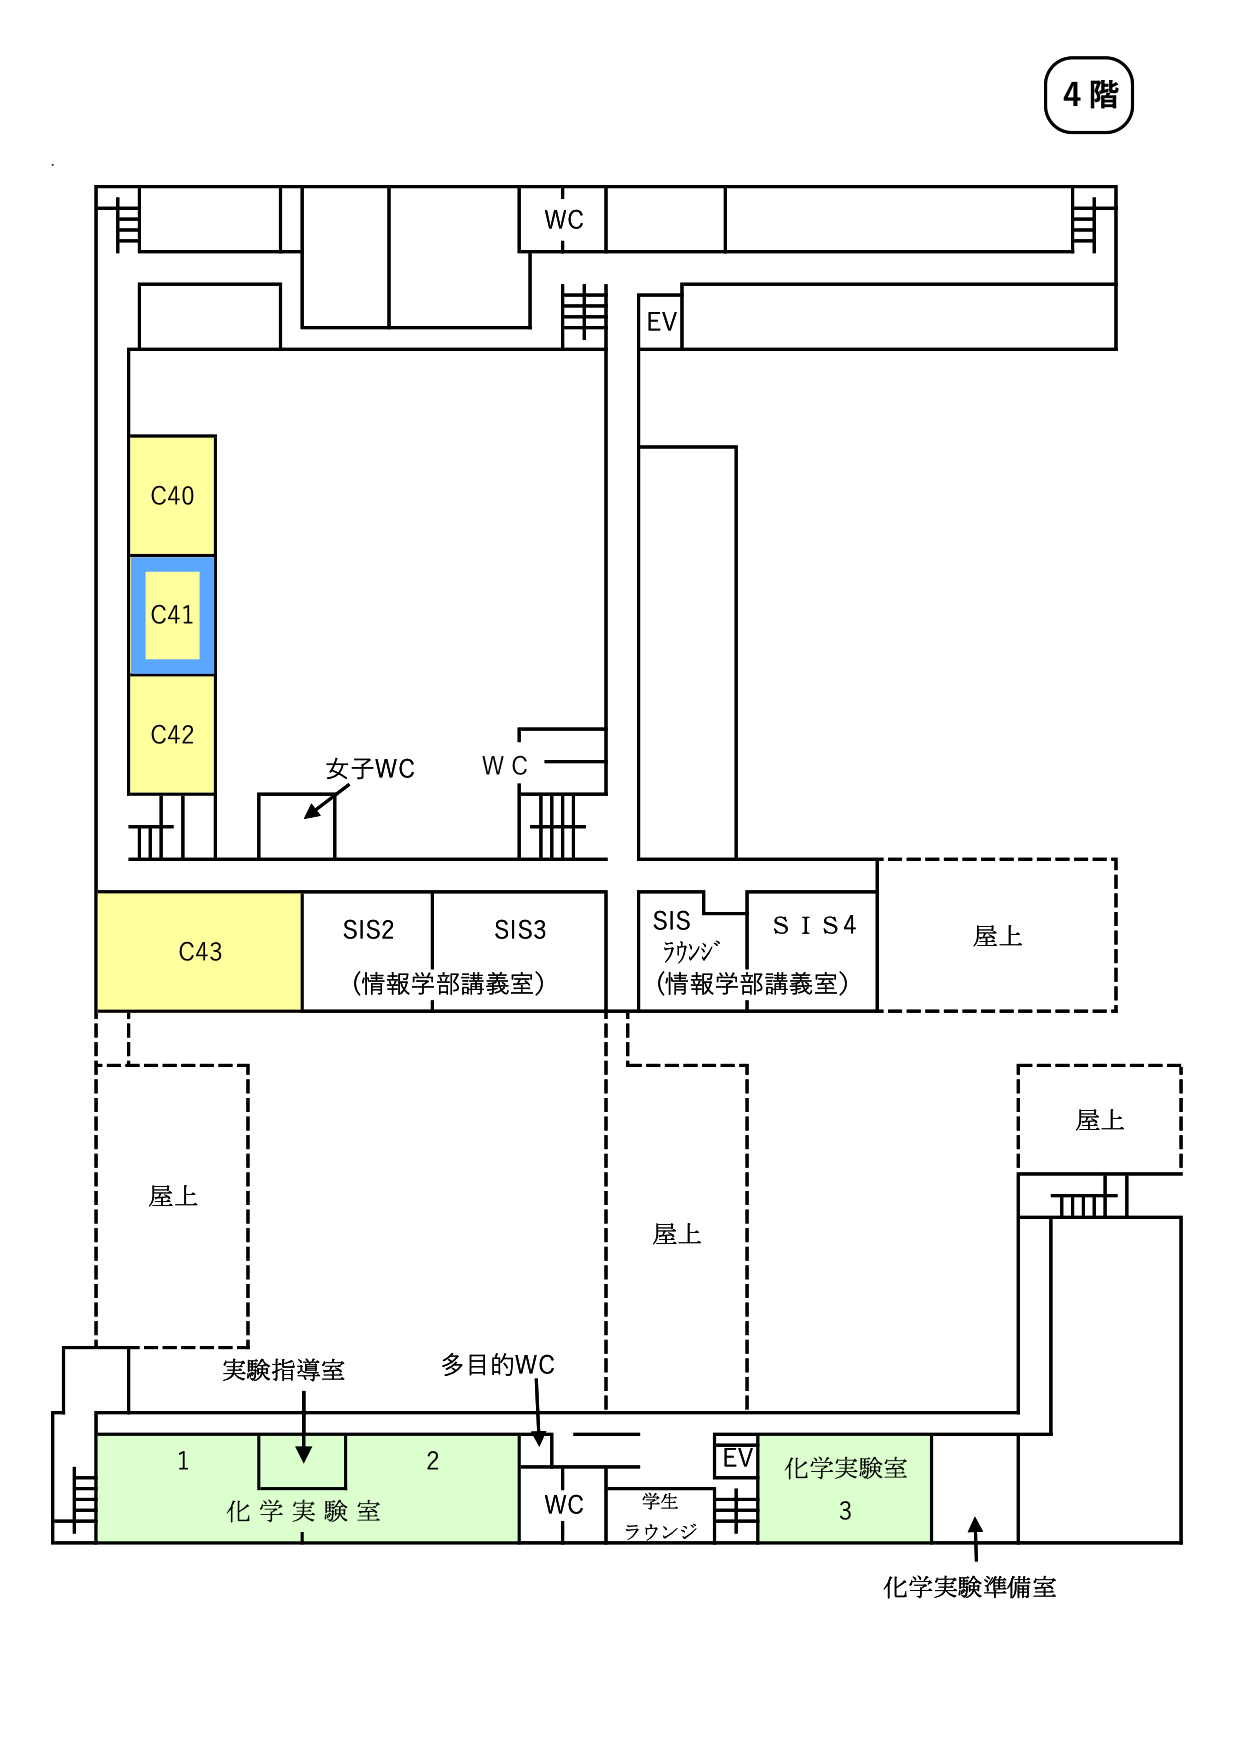 4 階
WC
EV
C40
C41
C42
女子WC
ＷＣ
C43
SIS2
SIS3
（情報学部講義室）
SIS
ﾗｳﾝｼﾞ
ＳＩＳ4
（情報学部講義室）
屋上
屋上
屋上
屋上
実験指導室
多目的WC
1
2
化 学 実 験 室
WC
学生
ラウンジ
EV
化学実験室
3
化学実験準備室